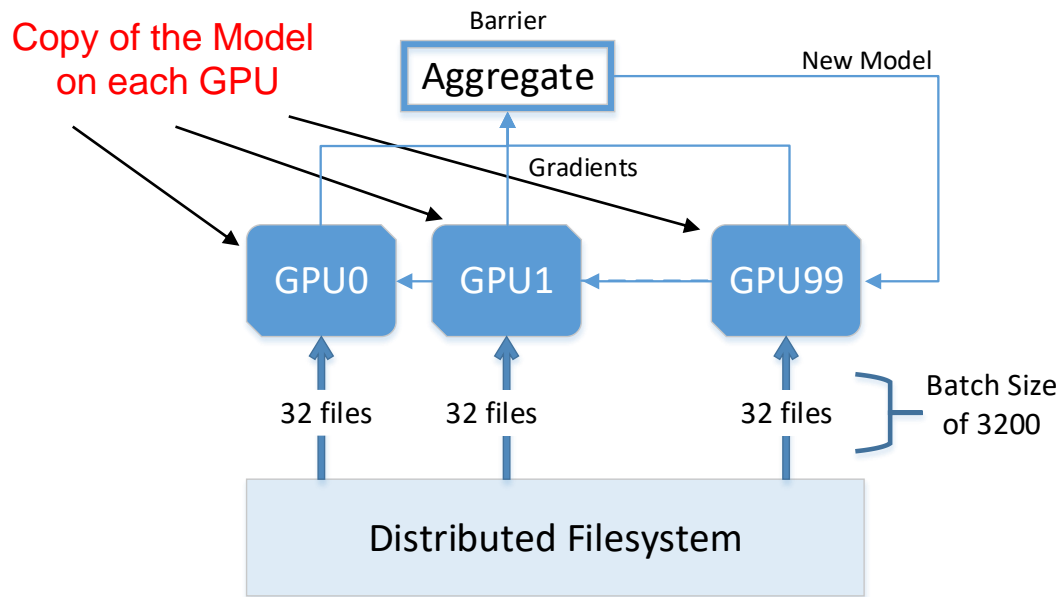 Barrier
Copy of the Model
on each GPU
Aggregate
New Model
Gradients
GPU0
GPU1
GPU99
32 files
32 files
32 files
Batch Size
of 3200
Distributed Filesystem